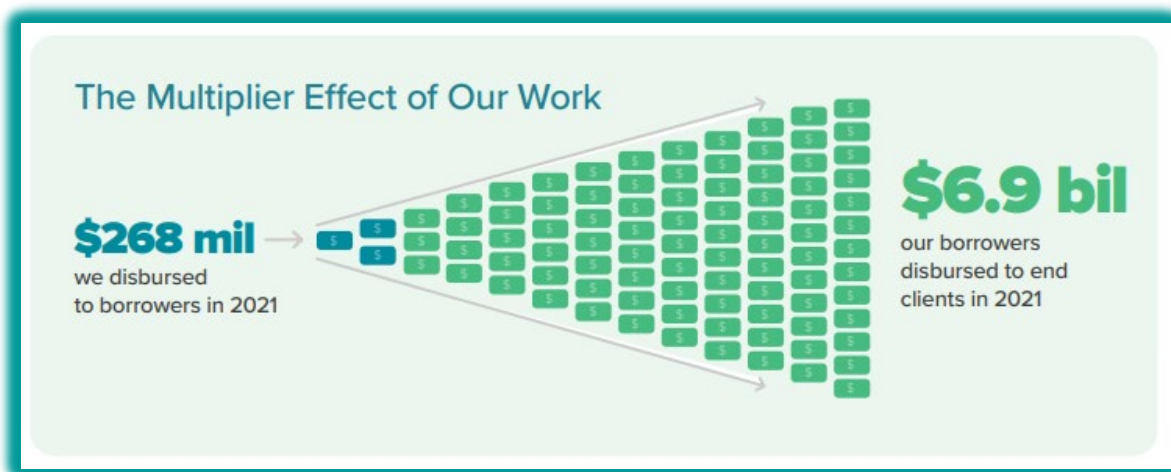 The Multiplier Effect of Our Work
$268 mil
we disbursed
to borrowers in 2021
$6.9 bil
our borrowers
disbursed to end
clients in 2021